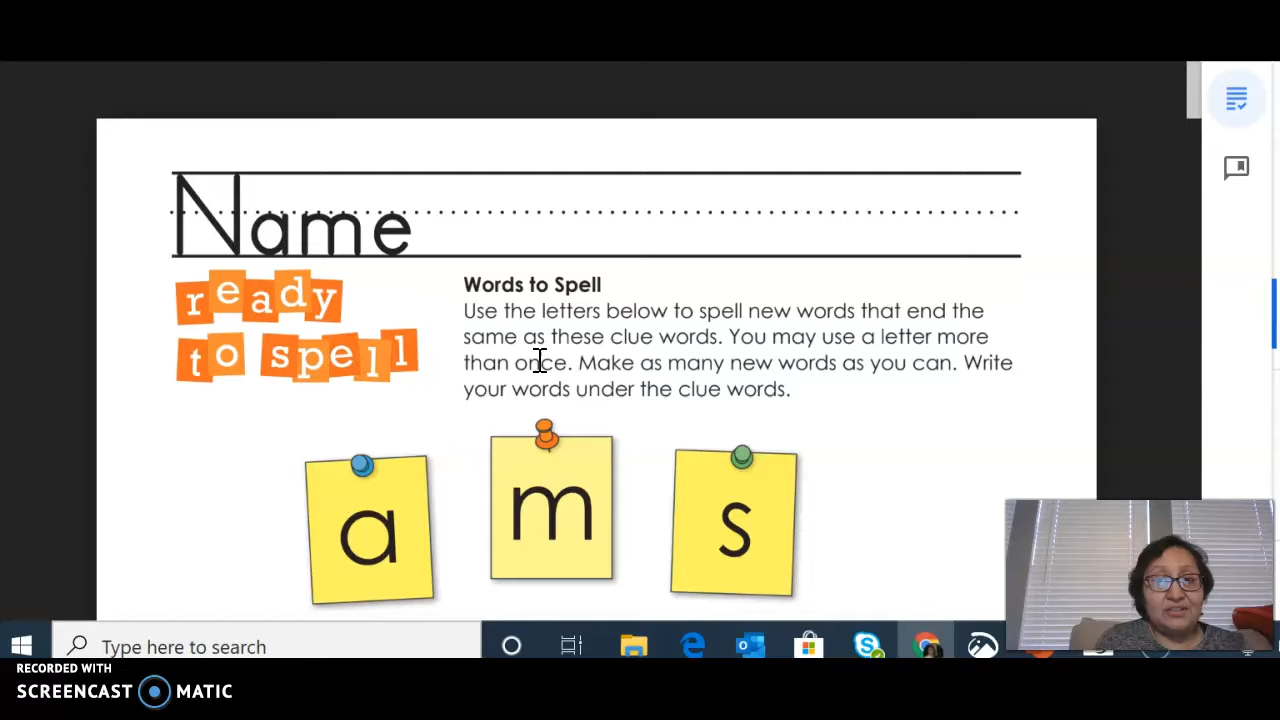 Name
ready
to spell
Words to Spell
Use the letters below to spell new words that end the
same as these clue words. You may use a letter more
than once. Make as many new words as you can. Write
your words under the clue words.
a m s
Type here to search
RECORDED WITH
SCREENCAST MATIC